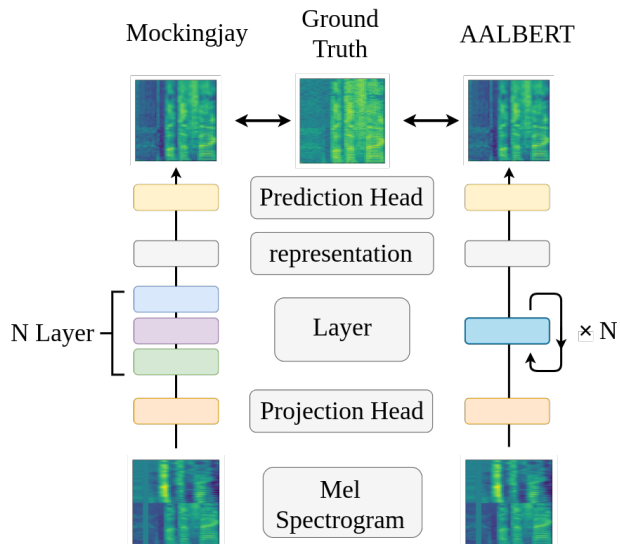 Mockingjay
Ground
Truth
AALBERT
Prediction Head
representation
N Layer
Layer
× N
Projection Head
Mel
Spectrogram